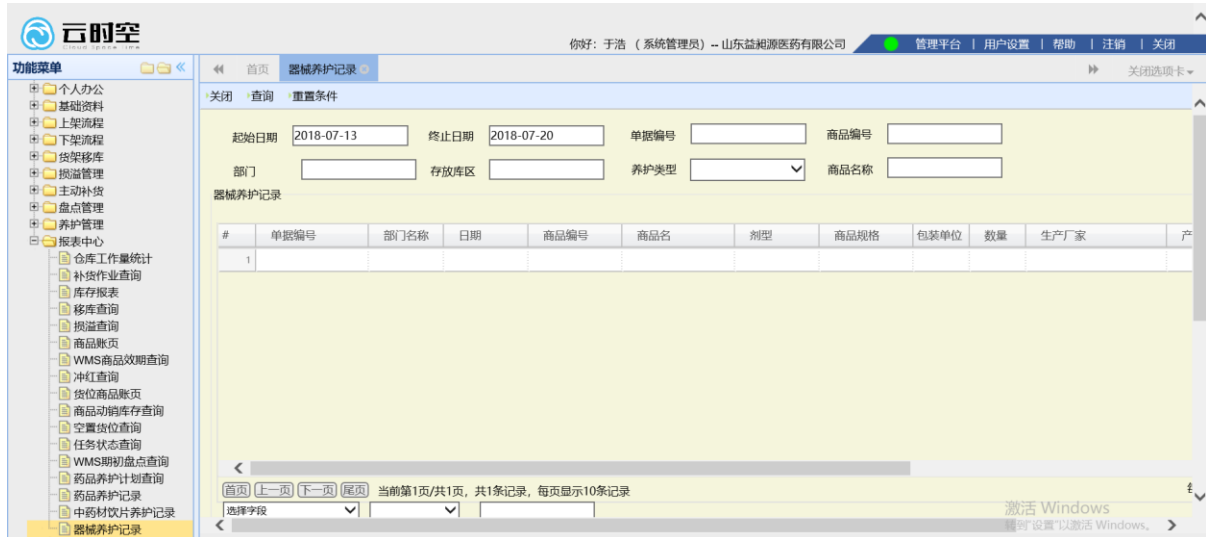 云时空
Cloud Space Time
你好：于浩 （系统管理员）-- 山东益昶源医药有限公司
管理平台 | 用户设置 | 帮助 | 注销 | 关闭
功能菜单
首页 器械养护记录 关闭选项卡
个人办公
基础资料
上架流程
下架流程
货架移库
损溢管理
主动补货
盘点管理
养护管理
报表中心
仓库工作量统计
补货作业查询
库存报表
移库查询
损溢查询
商品账页
WMS商品效期查询
冲红查询
货位商品账页
商品动销库存查询
空置货位查询
任务状态查询
WMS期初盘点查询
药品养护计划查询
药品养护记录
中药材饮片养护记录
器械养护记录
关闭 查询 重置条件
起始日期 2018-07-13 终止日期 2018-07-20 单据编号 商品编号
部门 存放库区 养护类型 商品名称
器械养护记录
# 单据编号 部门名称 日期 商品编号 商品名 剂型 商品规格 包装单位 数量 生产厂家 产
1
首页 上一页 下一页 尾页 当前第1页/共1页，共1条记录，每页显示10条记录
选择字段
激活 Windows
转到"设置"以激活 Windows。